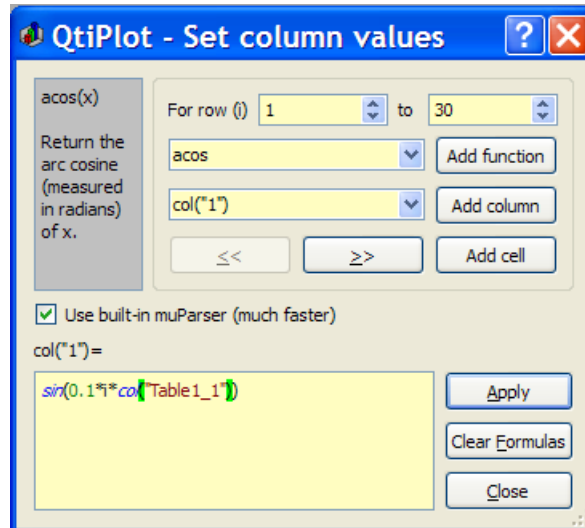 QtiPlot - Set column values
acos(x)
Return the
arc cosine
(measured
in radians)
of x.
For row (i) 1 to 30
acos Add function
col("1") Add column
<< >> Add cell
Use built-in muParser (much faster)
col("1")=
sin(0.1*i*col("Table1_1"))
Apply
Clear Formulas
Close